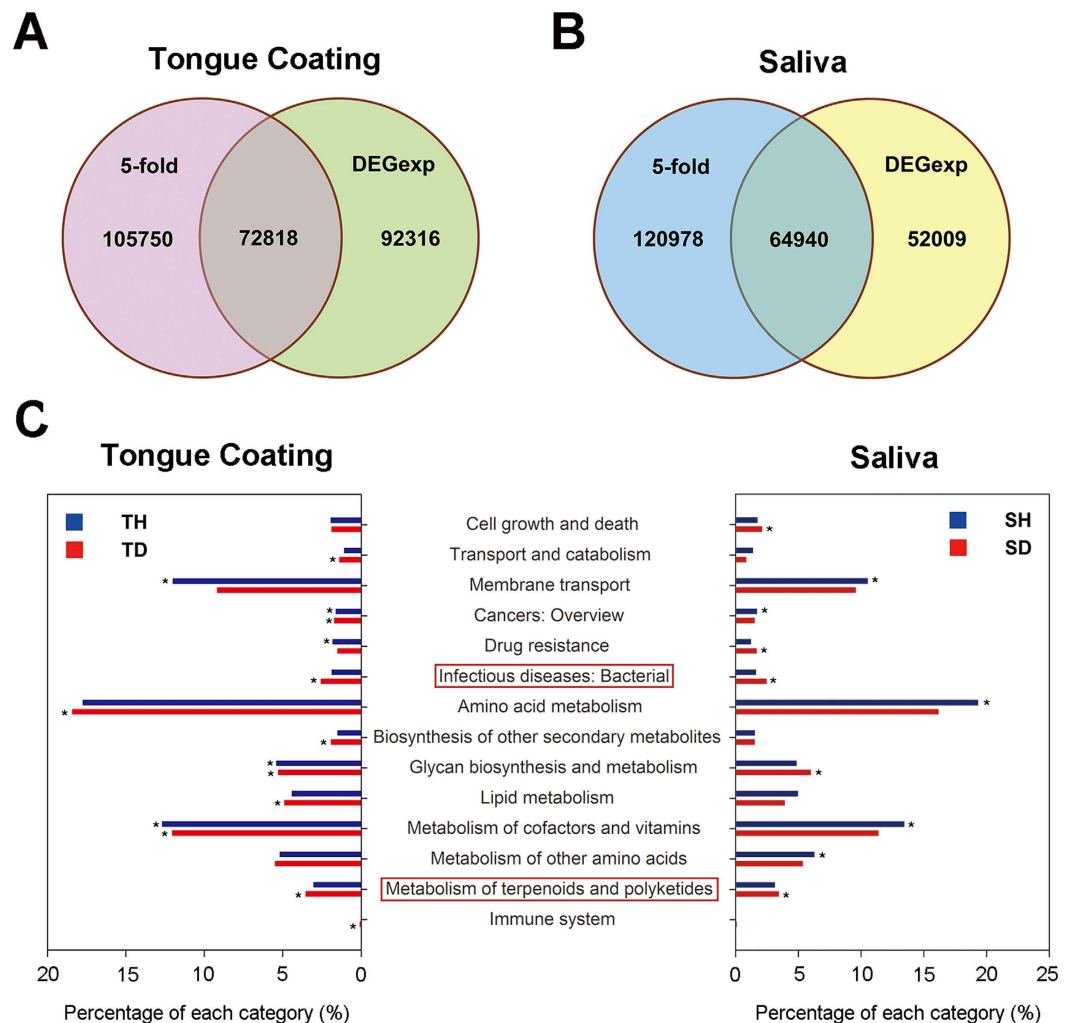 A
Tongue Coating
5-fold
DEGexp
105750
72818
92316
B
Saliva
5-fold
DEGexp
120978
64940
52009
C
Tongue Coating
Saliva
TH
TD
SH
SD
Cell growth and death
*
Transport and catabolism
*
Membrane transport
* *
Cancers: Overview
* *
*
Drug resistance
*
*
Infectious diseases: Bacterial
* *
Amino acid metabolism
*
*
Biosynthesis of other secondary metabolites
*
Glycan biosynthesis and metabolism
*
* *
Lipid metabolism
*
Metabolism of cofactors and vitamins
* *
*
Metabolism of other amino acids
*
Metabolism of terpenoids and polyketides
* *
Immune system
*
20 15 10 5 0
Percentage of each category (%)
0 5 10 15 20 25
Percentage of each category (%)